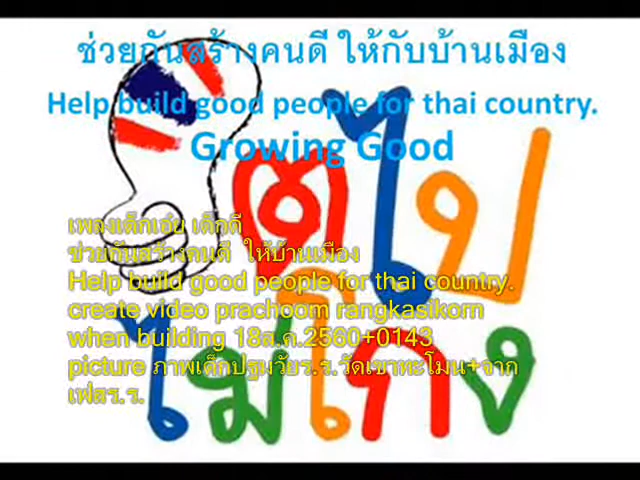 ช่วยกันสร้างคนดี ให้กับบ้านเมือง
Help build good people for thai country.
Growing Good
ไทย
ไม่โกง
เพลงเด็กเอ๋ย เด็กดี
ช่วยกันสร้างคนดี ให้บ้านเมือง
Help build good people for thai country.
create video prachoom rangkasikorn
when building 18ส.ค.2560+0143
picture ภาพเด็กปฐมวัยร.ร.วัดเขาทะโมน+จาก
เฟสร.ร.